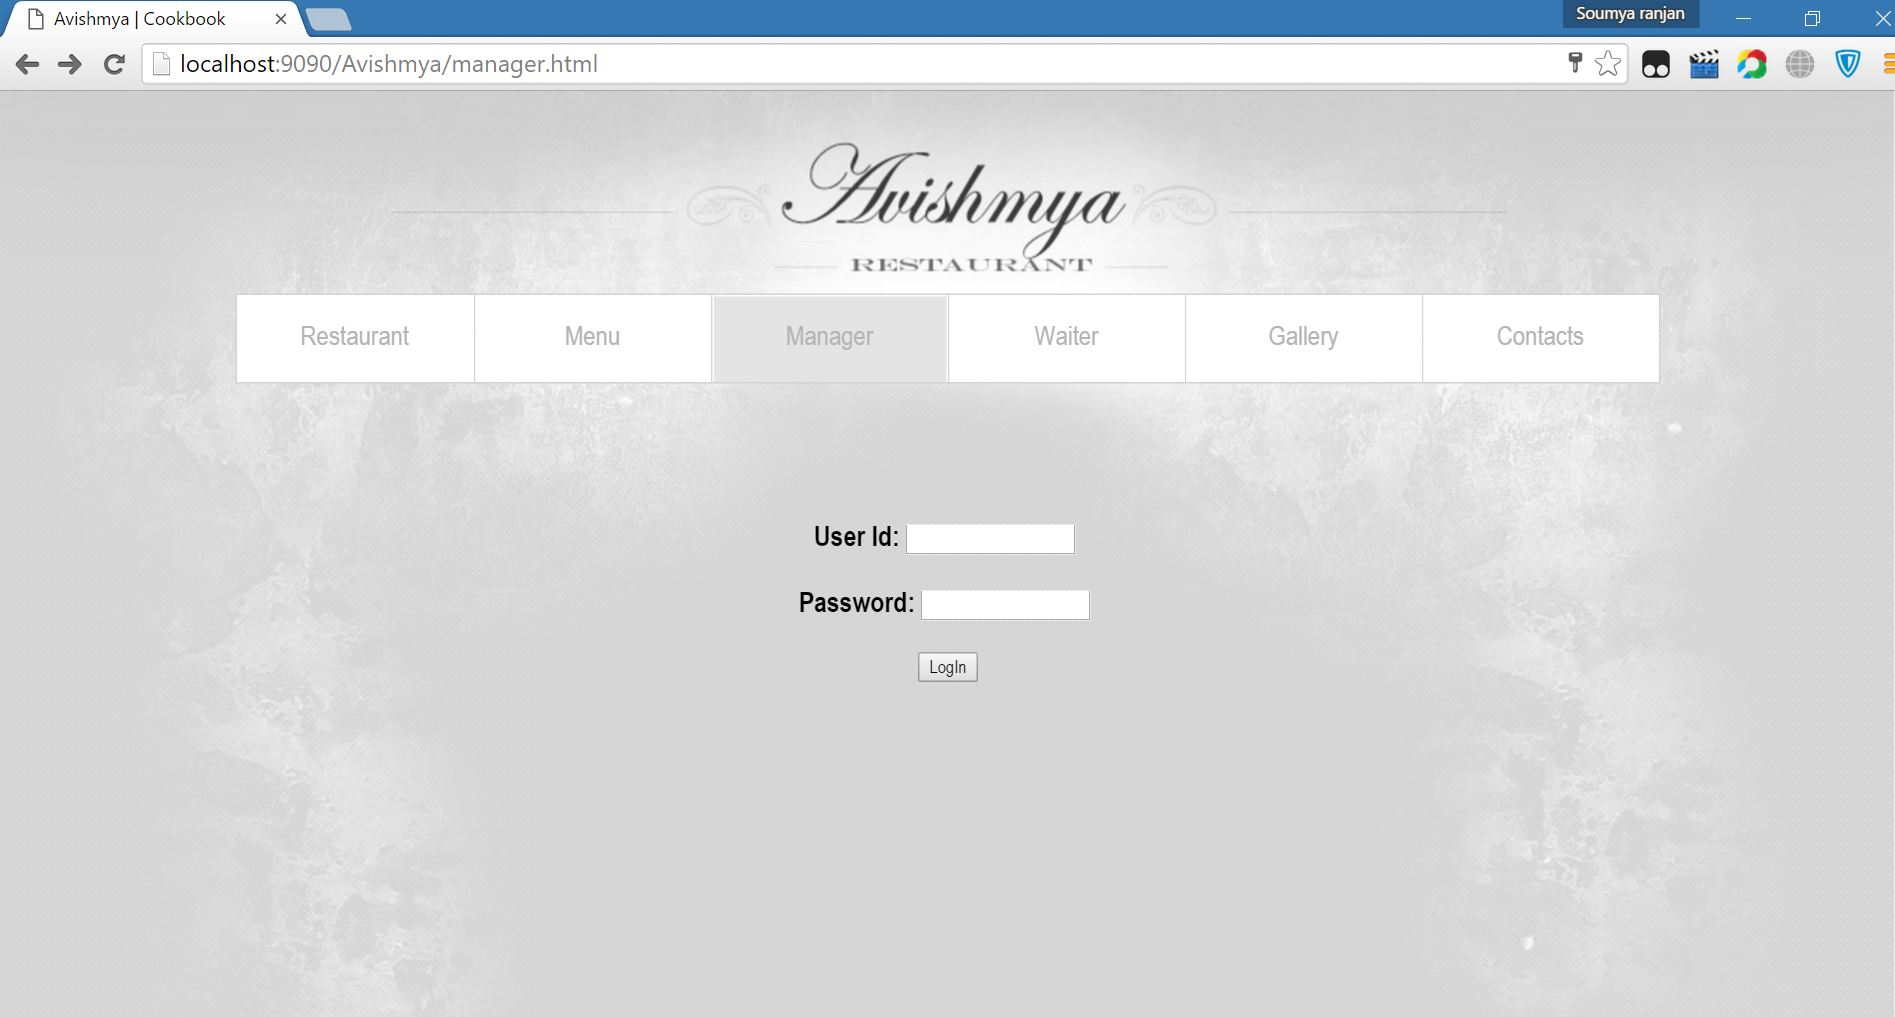 Avishmya | Cookbook
Soumya ranjan
localhost:9090/Avishmya/manager.html
Avishmya
RESTAURANT
Restaurant Menu Manager Waiter Gallery Contacts
User Id:
Password:
LogIn